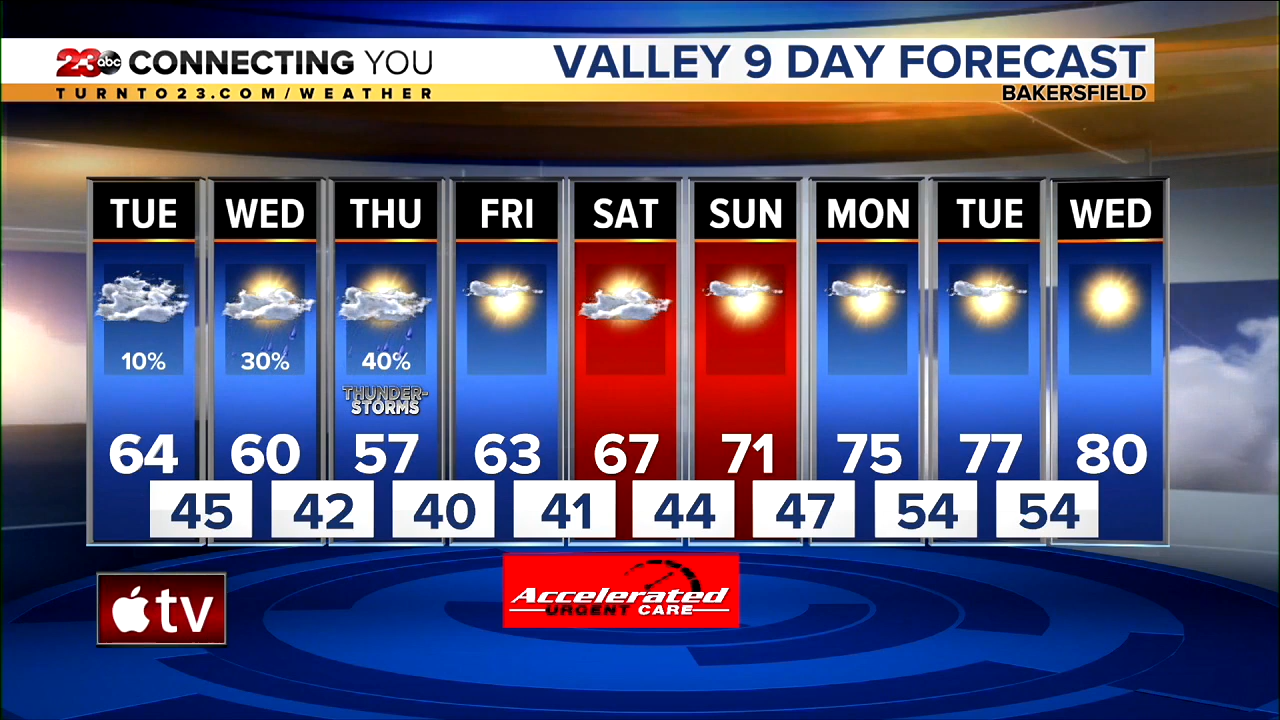 23 abc CONNECTING YOU
TURNTO23.COM/WEATHER
VALLEY 9 DAY FORECAST
BAKERSFIELD
TUE WED THU FRI SAT SUN MON TUE WED
10% 30% 40%
THUNDER-
STORMS
64 60 57 63 67 71 75 77 80
45 42 40 41 44 47 54 54
tv
Accelerated
URGENT CARE